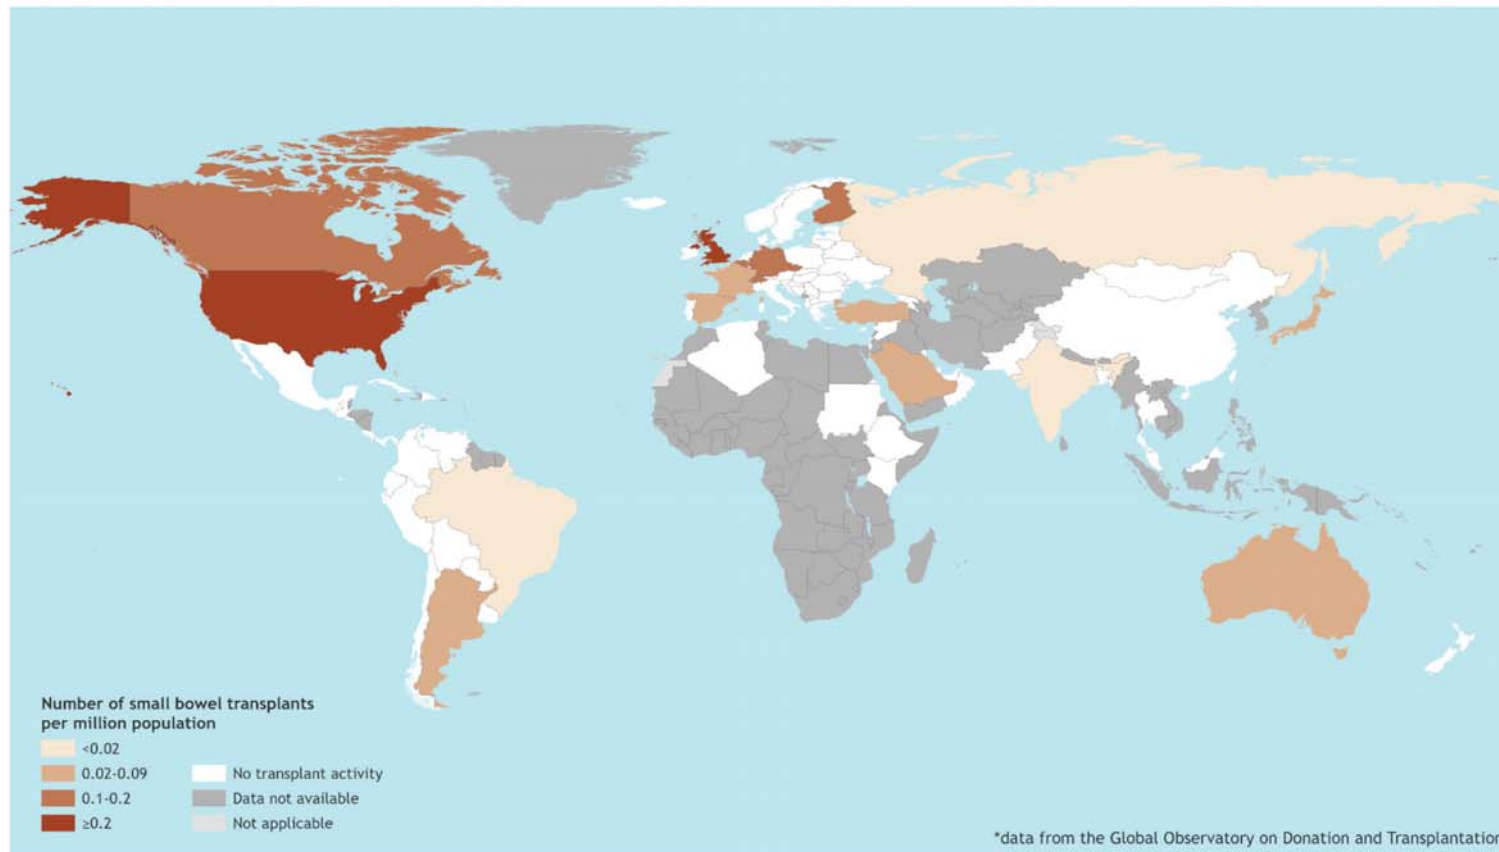 Number of small bowel transplants
per million population
<0.02
0.02-0.09
0.1-0.2
≥0.2
No transplant activity
Data not available
Not applicable
*data from the Global Observatory on Donation and Transplantation